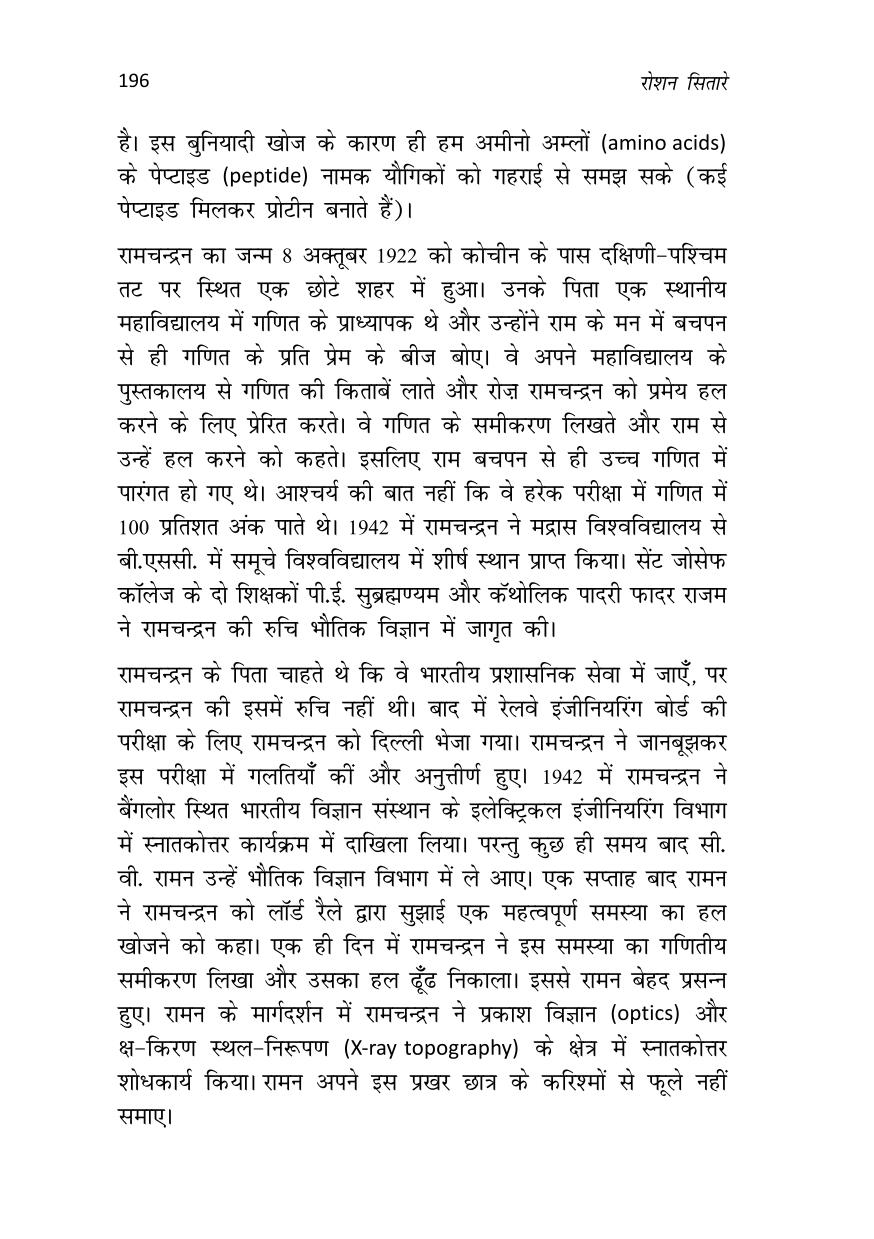 196 रोशन सितारे
है। इस बुनियादी खोज के कारण ही हम अमीनो अम्लों (amino acids)
के पेप्टाइड (peptide) नामक यौगिकों को गहराई से समझ सके (कई
पेप्टाइड मिलकर प्रोटीन बनाते हैं)।
रामचन्द्रन का जन्म 8 अक्तूबर 1922 को कोचीन के पास दक्षिणी-पश्चिम
तट पर स्थित एक छोटे शहर में हुआ। उनके पिता एक स्थानीय
महाविद्यालय में गणित के प्राध्यापक थे और उन्होंने राम के मन में बचपन
से ही गणित के प्रति प्रेम के बीज बोए। वे अपने महाविद्यालय के
पुस्तकालय से गणित की किताबें लाते और रोज़ रामचन्द्रन को प्रमेय हल
करने के लिए प्रेरित करते। वे गणित के समीकरण लिखते और राम से
उन्हें हल करने को कहते। इसलिए राम बचपन से ही उच्च गणित में
पारंगत हो गए थे। आश्चर्य की बात नहीं कि वे हरेक परीक्षा में गणित में
100 प्रतिशत अंक पाते थे। 1942 में रामचन्द्रन ने मद्रास विश्वविद्यालय से
बी.एससी. में समूचे विश्वविद्यालय में शीर्ष स्थान प्राप्त किया। सेंट जोसेफ
कॉलेज के दो शिक्षकों पी.ई. सुब्रह्मण्यम और कॅथोलिक पादरी फादर राजम
ने रामचन्द्रन की रुचि भौतिक विज्ञान में जागृत की।
रामचन्द्रन के पिता चाहते थे कि वे भारतीय प्रशासनिक सेवा में जाएँ, पर
रामचन्द्रन की इसमें रुचि नहीं थी। बाद में रेलवे इंजीनियरिंग बोर्ड की
परीक्षा के लिए रामचन्द्रन को दिल्ली भेजा गया। रामचन्द्रन ने जानबूझकर
इस परीक्षा में गलतियाँ कीं और अनुत्तीर्ण हुए। 1942 में रामचन्द्रन ने
बैंगलोर स्थित भारतीय विज्ञान संस्थान के इलेक्ट्रिकल इंजीनियरिंग विभाग
में स्नातकोत्तर कार्यक्रम में दाखिला लिया। परन्तु कुछ ही समय बाद सी.
वी. रामन उन्हें भौतिक विज्ञान विभाग में ले आए। एक सप्ताह बाद रामन
ने रामचन्द्रन को लॉर्ड रैले द्वारा सुझाई एक महत्वपूर्ण समस्या का हल
खोजने को कहा। एक ही दिन में रामचन्द्रन ने इस समस्या का गणितीय
समीकरण लिखा और उसका हल ढूँढ निकाला। इससे रामन बेहद प्रसन्न
हुए। रामन के मार्गदर्शन में रामचन्द्रन ने प्रकाश विज्ञान (optics) और
क्ष-किरण स्थल-निरूपण (X-ray topography) के क्षेत्र में स्नातकोत्तर
शोधकार्य किया। रामन अपने इस प्रखर छात्र के करिश्मों से फूले नहीं
समाए।